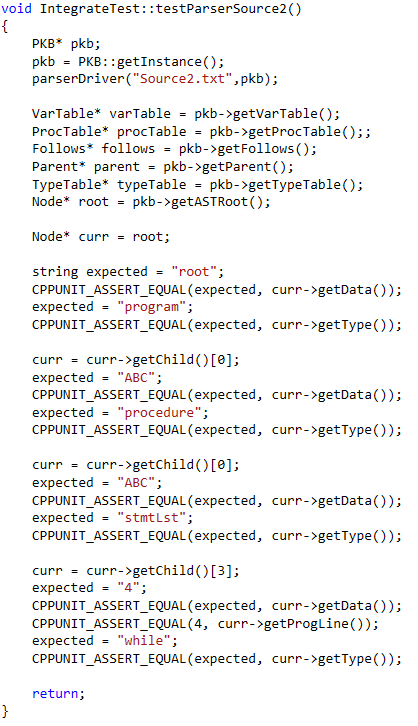 void IntegrateTest::testParserSource2()
{
    PKB* pkb;
    pkb = PKB::getInstance();
    parserDriver("Source2.txt",pkb);

    VarTable* varTable = pkb->getVarTable();
    ProcTable* procTable = pkb->getProcTable();;
    Follows* follows = pkb->getFollows();
    Parent* parent = pkb->getParent();
    TypeTable* typeTable = pkb->getTypeTable();
    Node* root = pkb->getASTRoot();

    Node* curr = root;

    string expected = "root";
    CPPUNIT_ASSERT_EQUAL(expected, curr->getData());
    expected = "program";
    CPPUNIT_ASSERT_EQUAL(expected, curr->getType());

    curr = curr->getChild()[0];
    expected = "ABC";
    CPPUNIT_ASSERT_EQUAL(expected, curr->getData());
    expected = "procedure";
    CPPUNIT_ASSERT_EQUAL(expected, curr->getType());

    curr = curr->getChild()[0];
    expected = "ABC";
    CPPUNIT_ASSERT_EQUAL(expected, curr->getData());
    expected = "stmtLst";
    CPPUNIT_ASSERT_EQUAL(expected, curr->getType());

    curr = curr->getChild()[3];
    expected = "4";
    CPPUNIT_ASSERT_EQUAL(expected, curr->getData());
    CPPUNIT_ASSERT_EQUAL(4, curr->getProgLine());
    expected = "while";
    CPPUNIT_ASSERT_EQUAL(expected, curr->getType());

    return;
}